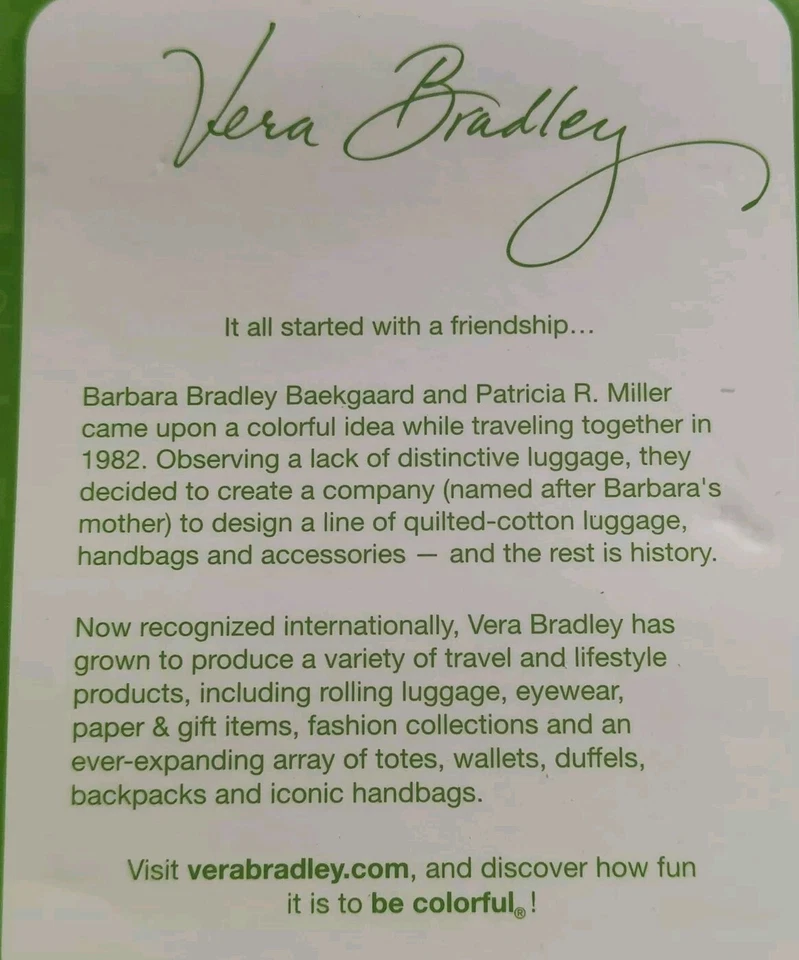 Vera Bradley
It all started with a friendship...
Barbara Bradley Baekgaard and Patricia R. Miller
came upon a colorful idea while traveling together in
1982. Observing a lack of distinctive luggage, they
decided to create a company (named after Barbara's
mother) to design a line of quilted-cotton luggage,
handbags and accessories — and the rest is history.
Now recognized internationally, Vera Bradley has
grown to produce a variety of travel and lifestyle
products, including rolling luggage, eyewear,
paper & gift items, fashion collections and an
ever-expanding array of totes, wallets, duffels,
backpacks and iconic handbags.
Visit verabradley.com, and discover how fun
it is to be colorful®!